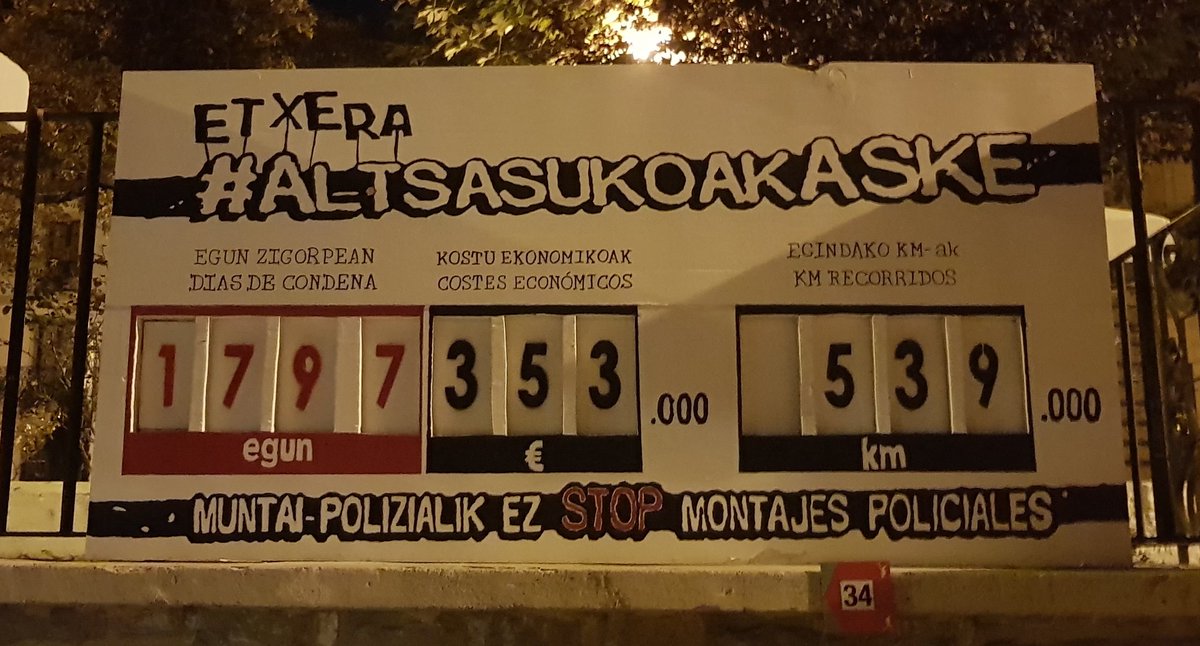 ETXERA
#ALTSASUKOAKASKE
EGUN ZIGORPEAN
DIAS DE CONDENA
1797
egun
KOSTU EKONOMIKOAK
COSTES ECONÓMICOS
353.000
€
EGINDAKO KM-ak
KM RECORRIDOS
539.000
km
MUNTAI-POLIZIALIK EZ STOP MONTAJES POLICIALES
34